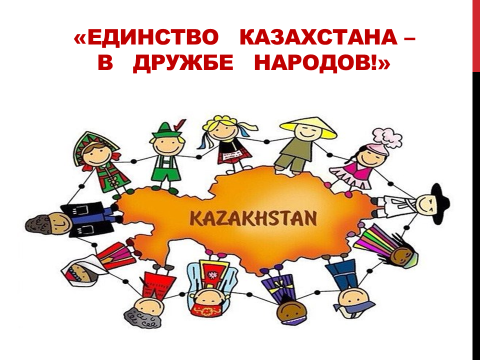 «ЕДИНСТВО КАЗАХСТАНА –
В ДРУЖБЕ НАРОДОВ!»
KAZAKHSTAN